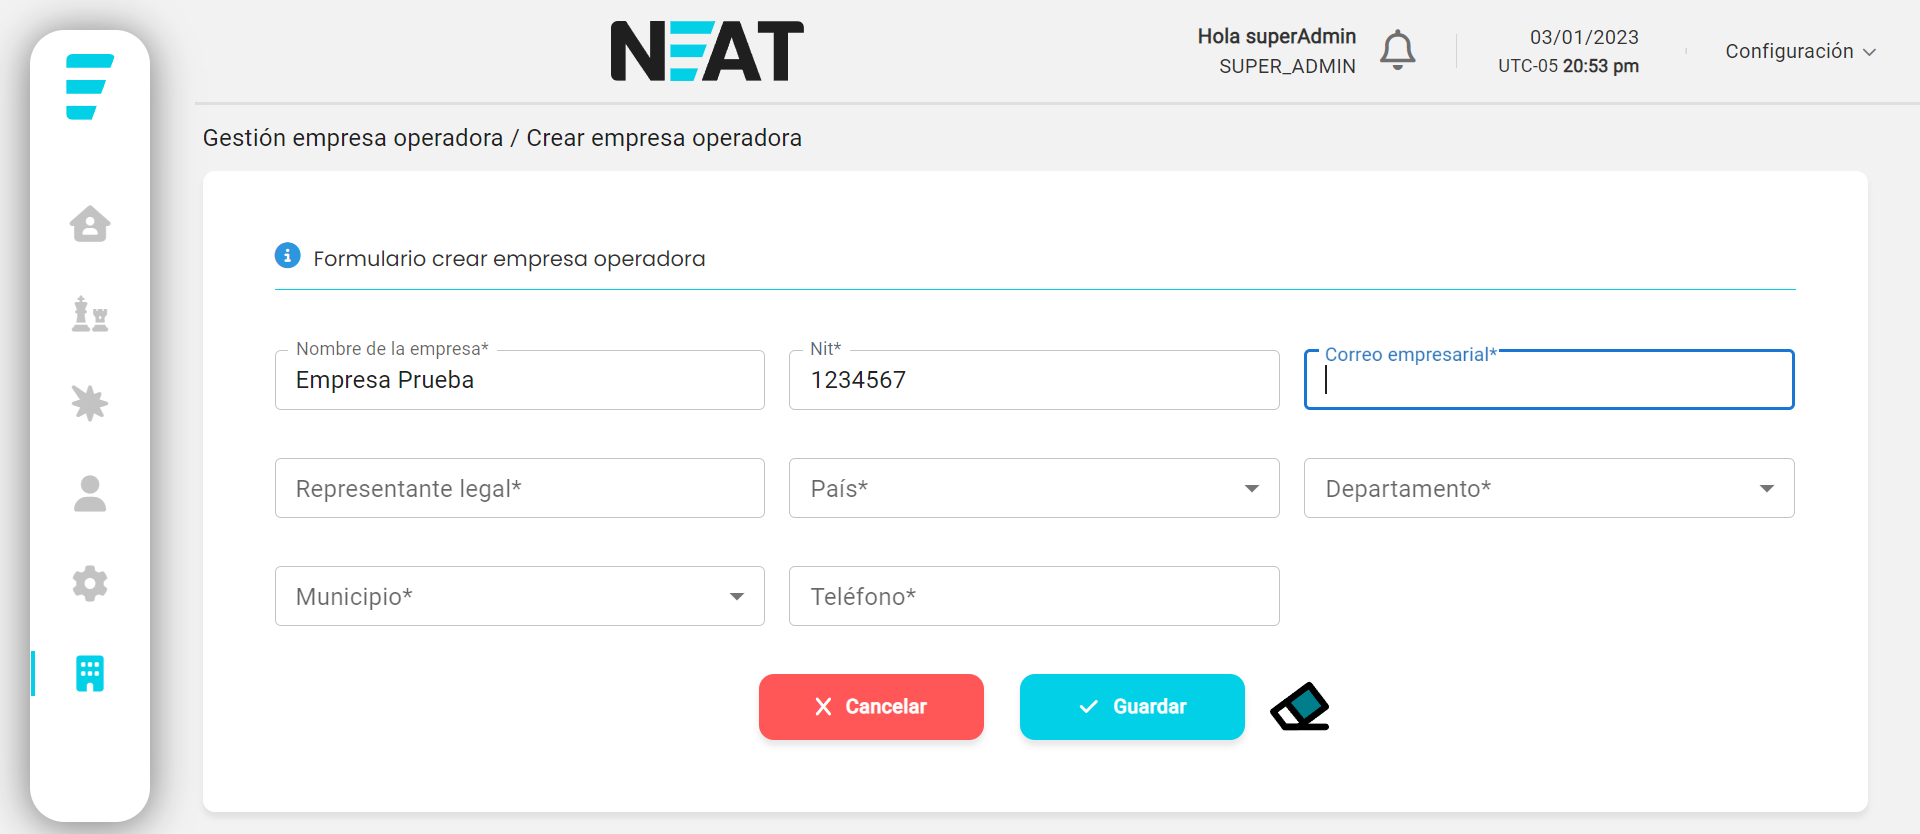 NEAT
Hola superAdmin
SUPER_ADMIN
03/01/2023
UTC-05 20:53 pm
Configuración
Gestión empresa operadora / Crear empresa operadora
Formulario crear empresa operadora
Nombre de la empresa*
Empresa Prueba
Nit*
1234567
Correo empresarial*
Representante legal*
País*
Departamento*
Municipio*
Teléfono*
Cancelar
Guardar